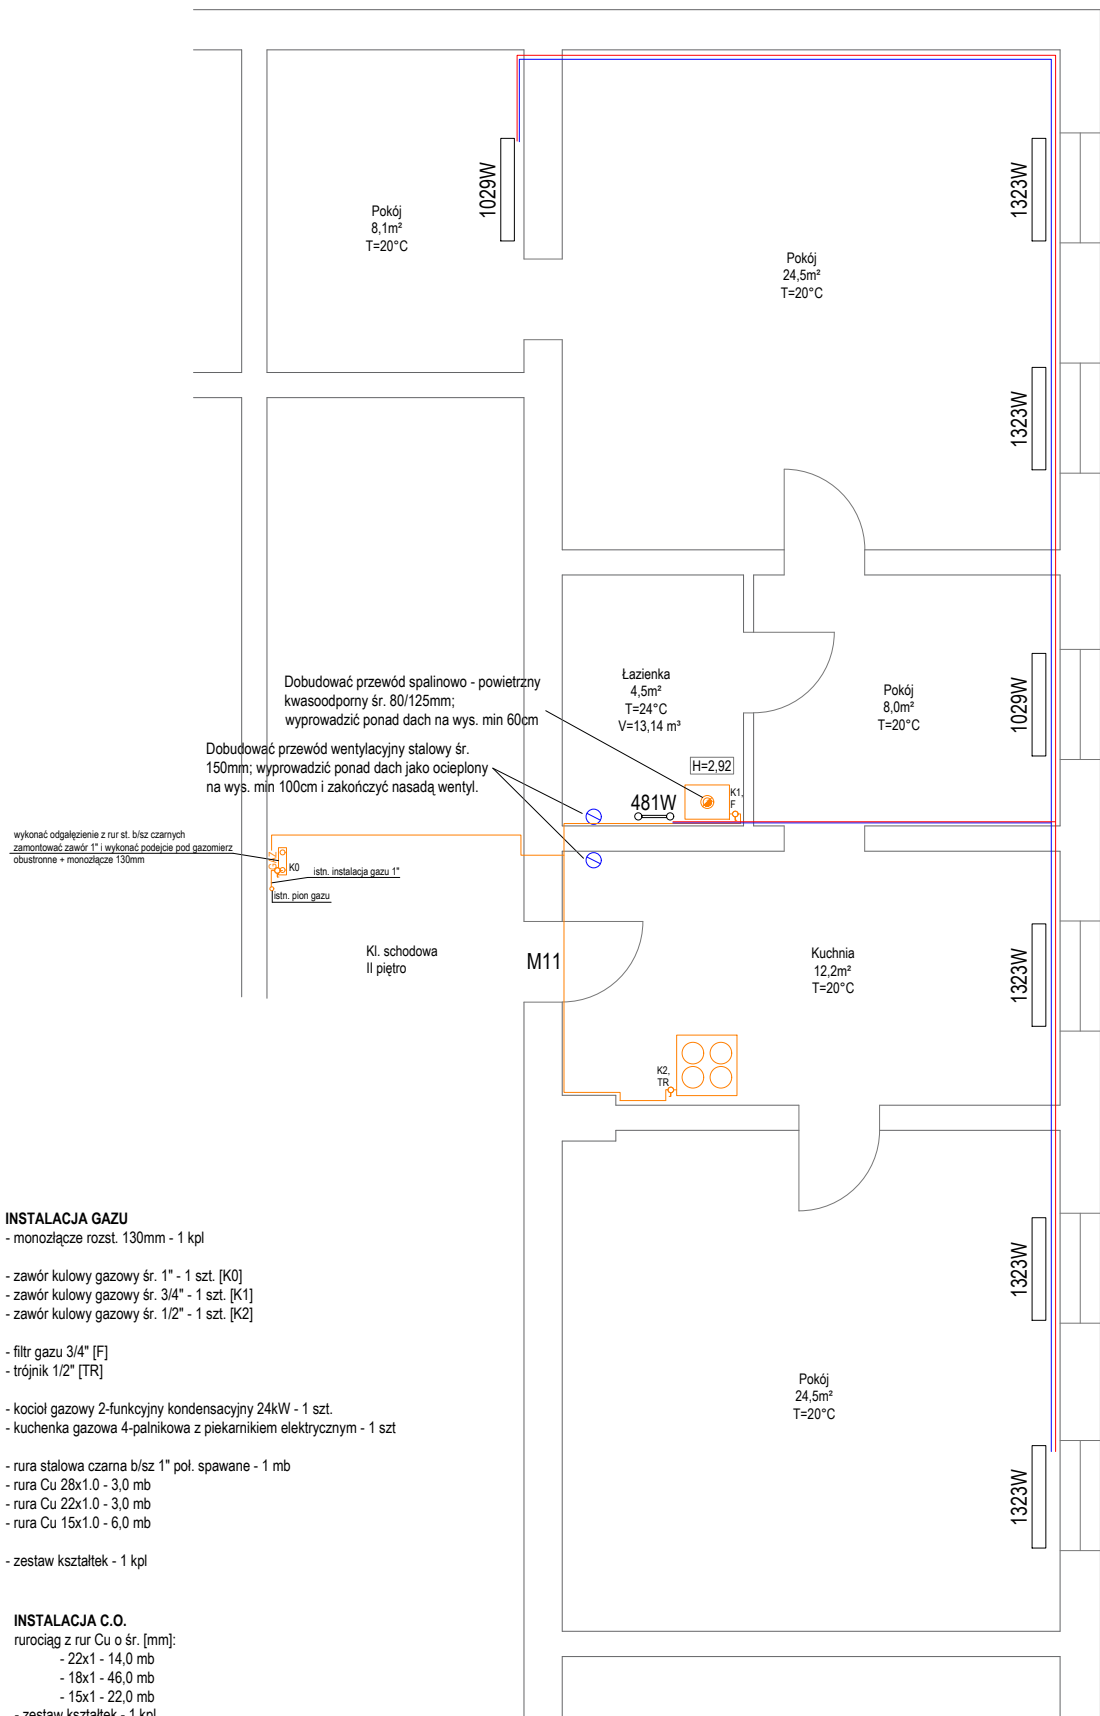 1029W
Pokój
8,1m²
T=20°C
1323W
Pokój
24,5m²
T=20°C
1323W
Dobudować przewód spalinowo - powietrzny
kwasoodporny śr. 80/125mm;
wyprowadzić ponad dach na wys. min 60cm
Łazienka
4,5m²
T=24°C
V=13,14 m³
Pokój
8,0m²
T=20°C
1029W
Dobudować przewód wentylacyjny stalowy śr.
150mm; wyprowadzić ponad dach jako ocieplony
na wys. min 100cm i zakończyć nasadą wentyl.
H=2,92
481W
K1,
F
wykonać odgałęzienie z rur st. b/sz czarnych
zamontować zawór 1" i wykonać podejcie pod gazomierz
obustronne + monozłącze 130mm
GAZ
K0
istn. instalacja gazu 1"
istn. pion gazu
Kl. schodowa
II piętro
M11
Kuchnia
12,2m²
T=20°C
1323W
K2,
TR
INSTALACJA GAZU
- monozłącze rozst. 130mm - 1 kpl
- zawór kulowy gazowy śr. 1" - 1 szt. [K0]
- zawór kulowy gazowy śr. 3/4" - 1 szt. [K1]
- zawór kulowy gazowy śr. 1/2" - 1 szt. [K2]
- filtr gazu 3/4" [F]
- trójnik 1/2" [TR]
- kocioł gazowy 2-funkcyjny kondensacyjny 24kW - 1 szt.
- kuchenka gazowa 4-palnikowa z piekarnikiem elektrycznym - 1 szt
- rura stalowa czarna b/sz 1" poł. spawane - 1 mb
- rura Cu 28x1.0 - 3,0 mb
- rura Cu 22x1.0 - 3,0 mb
- rura Cu 15x1.0 - 6,0 mb
- zestaw kształtek - 1 kpl
1323W
Pokój
24,5m²
T=20°C
1323W
INSTALACJA C.O.
rurociąg z rur Cu o śr. [mm]:
- 22x1 - 14,0 mb
- 18x1 - 46,0 mb
- 15x1 - 22,0 mb
- zestaw kształtek - 1 kpl